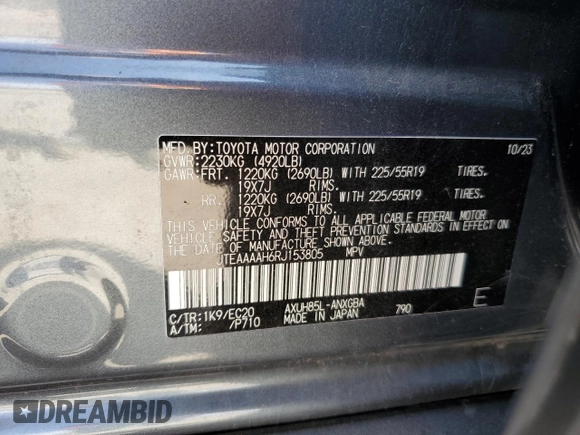 MFD. BY: TOYOTA MOTOR CORPORATION 10/23
GVWR: 2230KG (4920LB)
GAWR: FRT. 1220KG (2690LB) WITH 225/55R19 TIRES.
19X7J RIMS.
RR. 1220KG (2690LB) WITH 225/55R19 TIRES.
19X7J RIMS.
THIS VEHICLE CONFORMS TO ALL APPLICABLE FEDERAL MOTOR
VEHICLE SAFETY AND THEFT PREVENTION STANDARDS IN EFFECT ON
THE DATE OF MANUFACTURE SHOWN ABOVE.
JTEAAAAH6RJ153805 MPV
C/TR: 1K9/EC20 AXUH85L-ANXGBA 790 E
A/TM: /P710 MADE IN JAPAN
DREAMBID